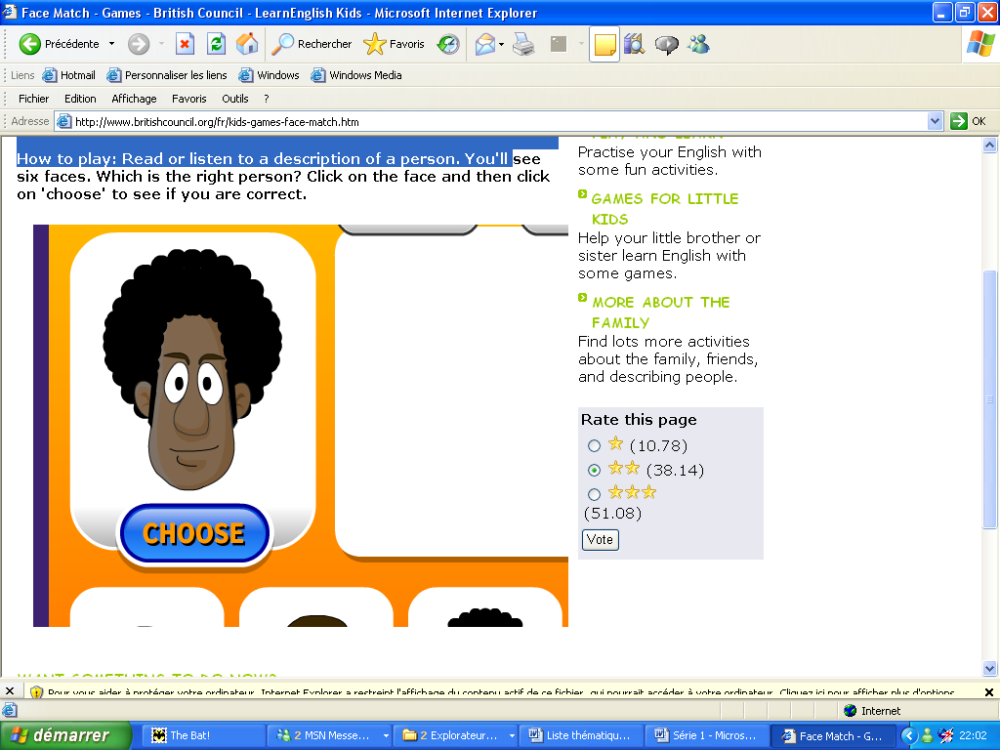 Face Match - Games - British Council - LearnEnglish Kids - Microsoft Internet Explorer
Précédente Rechercher Favoris
Liens Hotmail Personnaliser les liens Windows Windows Media
Fichier Edition Affichage Favoris Outils ?
Adresse http://www.britishcouncil.org/fr/kids-games-face-match.htm OK
How to play: Read or listen to a description of a person. You'll see
six faces. Which is the right person? Click on the face and then click
on 'choose' to see if you are correct.
CHOOSE
WANT SOMETHING TO DO NOW?
Practise your English with
some fun activities.
GAMES FOR LITTLE
KIDS
Help your little brother or
sister learn English with
some games.
MORE ABOUT THE
FAMILY
Find lots more activities
about the family, friends,
and describing people.
Rate this page
(10.78)
(38.14)
(51.08)
Vote
Pour vous aider à protéger votre ordinateur, Internet Explorer a restreint l'affichage du contenu actif de ce fichier, qui pourrait accéder à votre ordinateur. Cliquez ici pour afficher plus d'options
Internet
démarrer The Bat! 2 MSN Messe... 2 Explorateur... Liste thématiqu... Série 1 - Micros... Face Match - G... 22:02